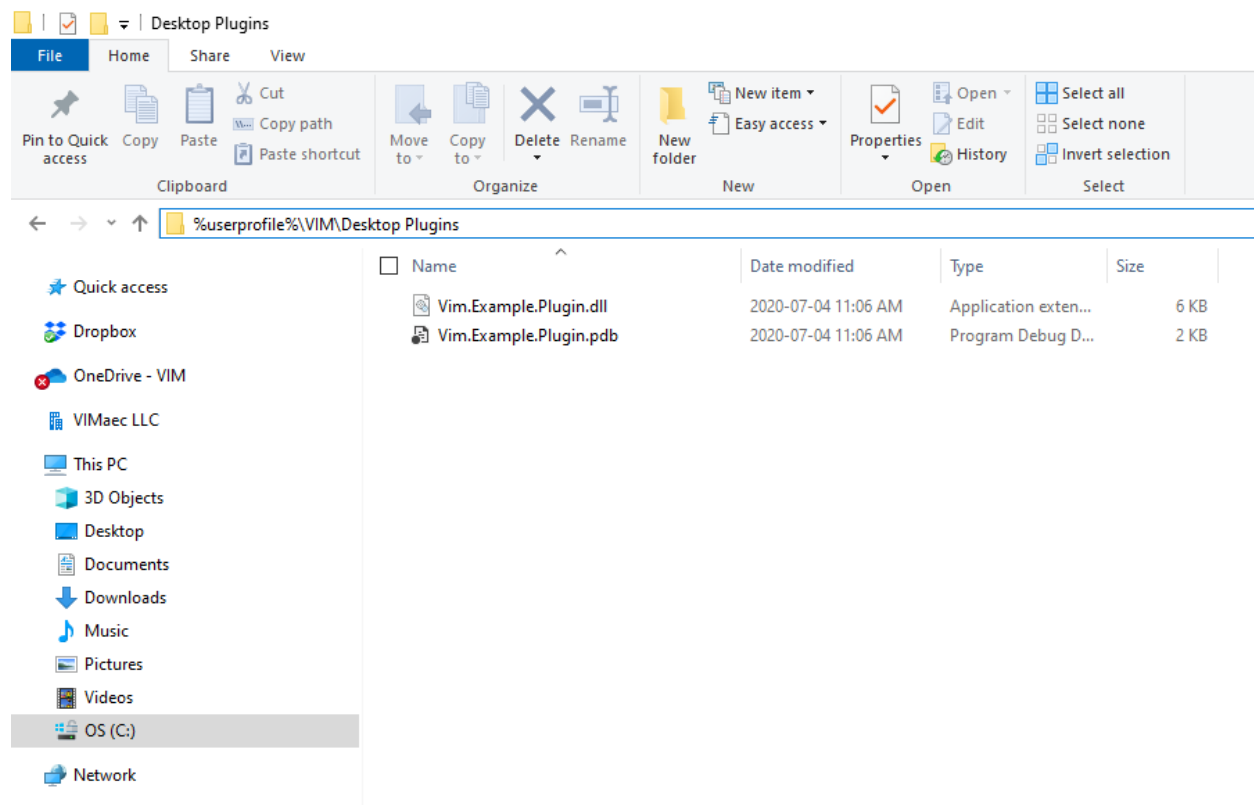 Desktop Plugins
File Home Share View
Pin to Quick access
Copy
Paste
Cut
Copy path
Paste shortcut
Clipboard
Move to
Copy to
Delete
Rename
Organize
New folder
New item
Easy access
New
Properties
Open
Edit
History
Open
Select all
Select none
Invert selection
Select
%userprofile%\VIM\Desktop Plugins
Quick access
Dropbox
OneDrive - VIM
VIMaec LLC
This PC
3D Objects
Desktop
Documents
Downloads
Music
Pictures
Videos
OS (C:)
Network
Name Date modified Type Size
Vim.Example.Plugin.dll 2020-07-04 11:06 AM Application exten... 6 KB
Vim.Example.Plugin.pdb 2020-07-04 11:06 AM Program Debug D... 2 KB